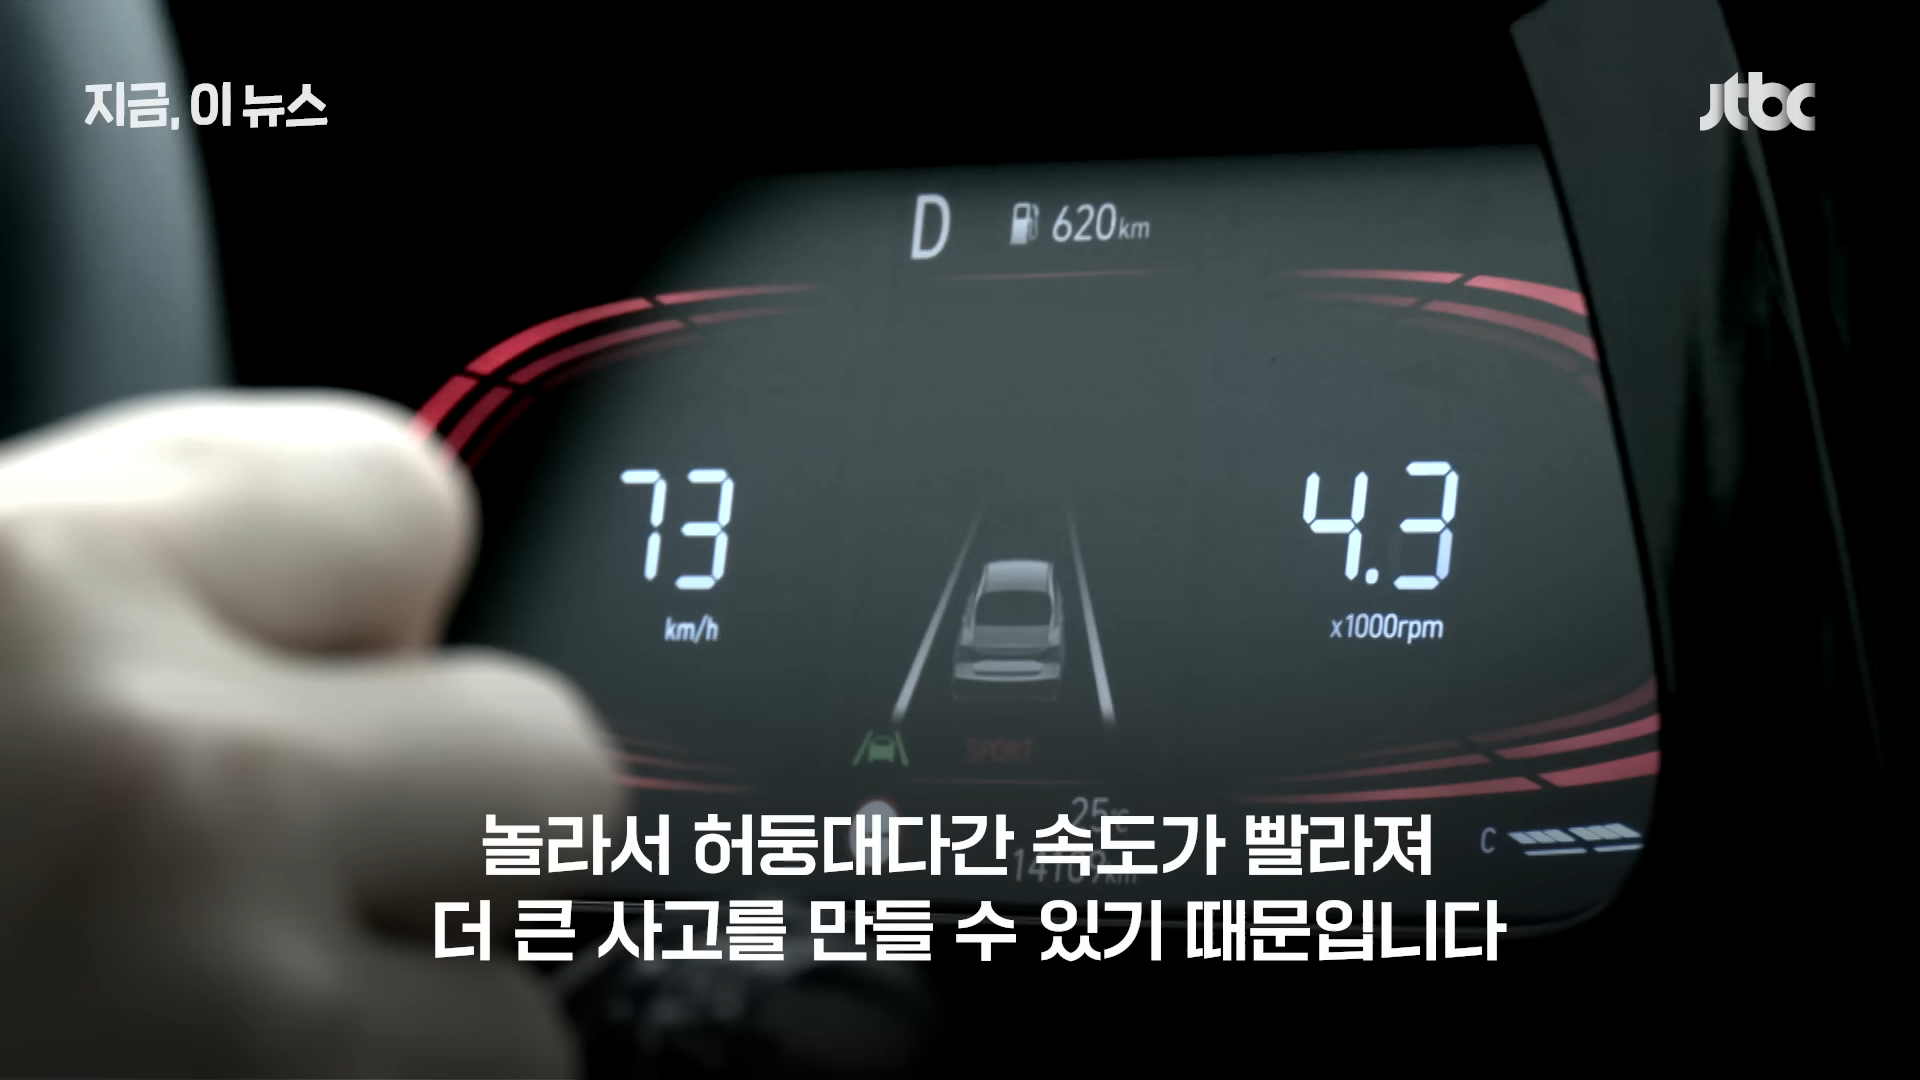 지금, 이 뉴스
jtbc
D
620km
73
km/h
4.3
x1000rpm
SPORT
25℃
14109km
C
놀라서 허둥대다간 속도가 빨라져
더 큰 사고를 만들 수 있기 때문입니다